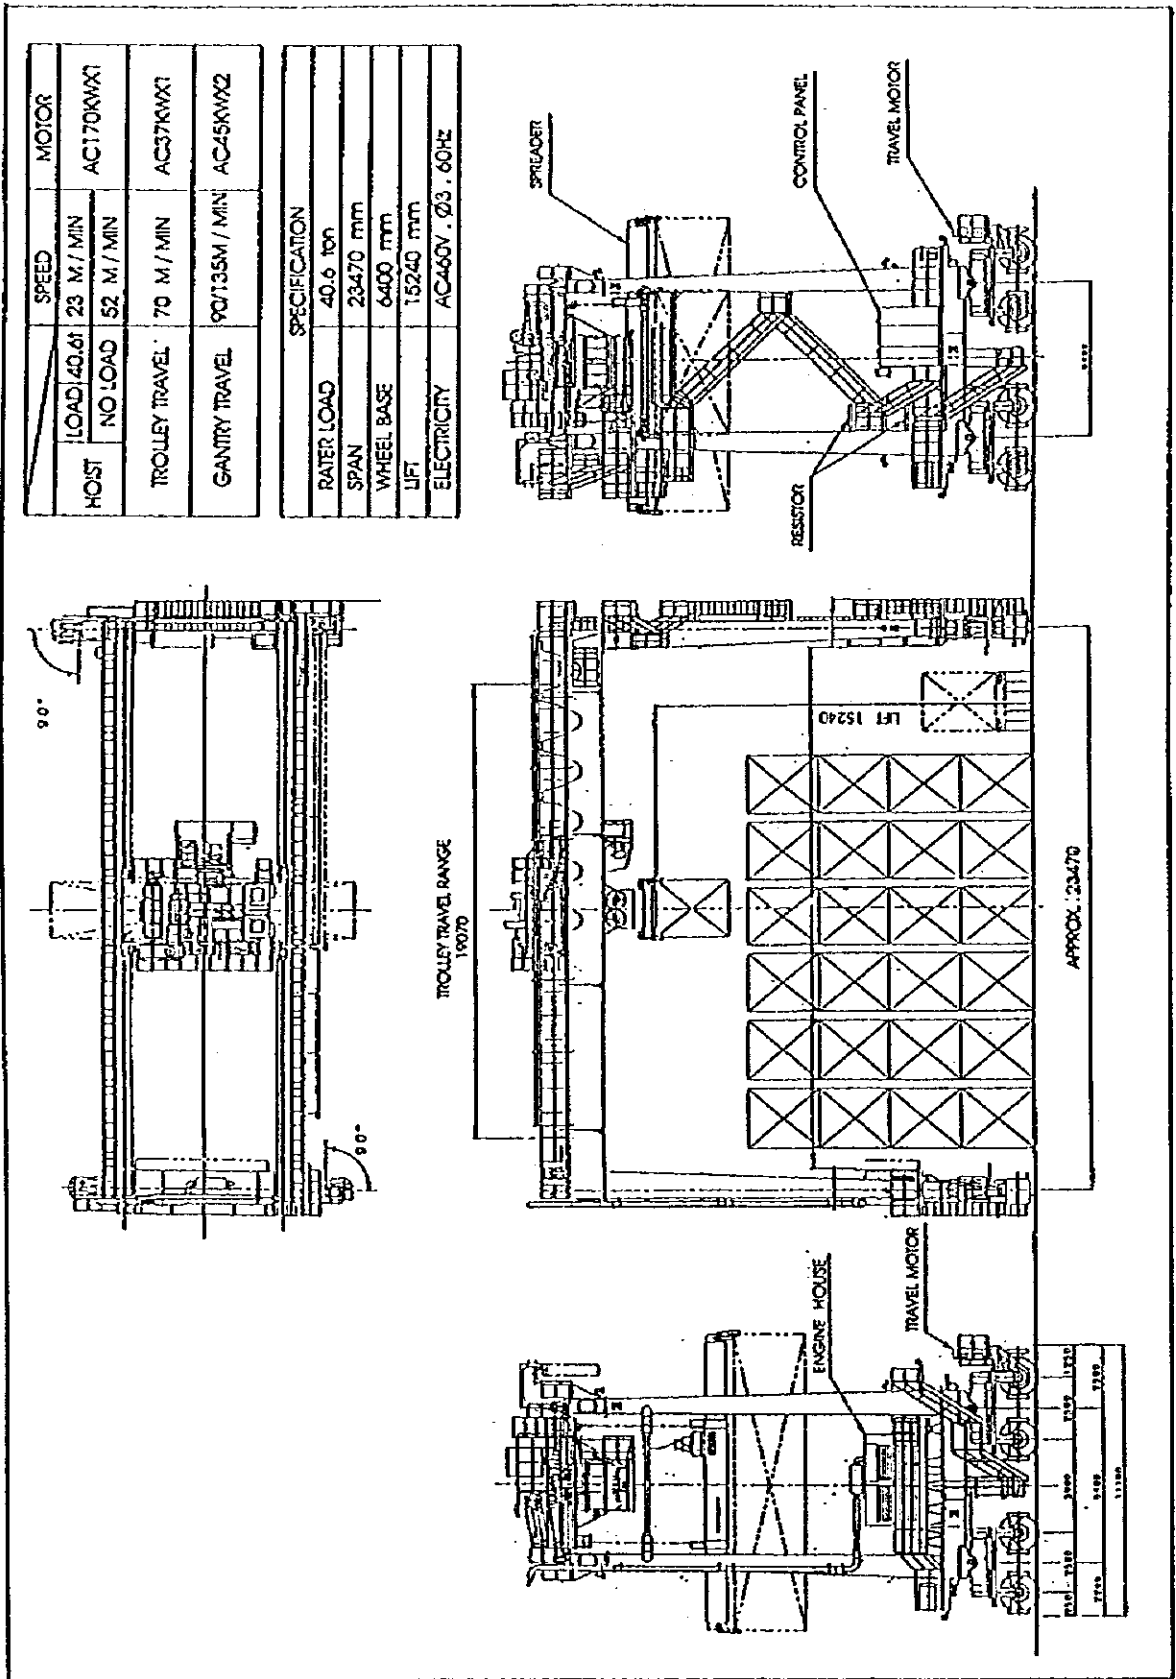 SPEED MOTOR
HOIST LOAD 40.6t 23 M / MIN AC170KWX1
NO LOAD 52 M / MIN
TROLLEY TRAVEL 70 M / MIN AC37KWX1
GANTRY TRAVEL 90/135M / MIN AC45KWX2
SPECIFICATION
RATER LOAD 40.6 ton
SPAN 23470 mm
WHEEL BASE 6400 mm
LIFT 15240 mm
ELECTRICITY AC460V . Ø3 . 60Hz
90°
90°
TROLLEY TRAVEL RANGE
19070
LIFT 15240
APPROX. : 23470
SPREADER
CONTROL PANEL
TRAVEL MOTOR
RESISTOR
ENGINE HOUSE
TRAVEL MOTOR